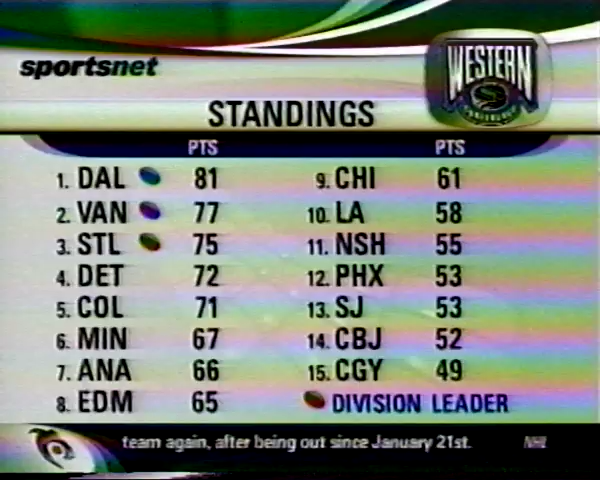 sportsnet
WESTERN
CONFERENCE
STANDINGS
PTS PTS
1. DAL 81 9. CHI 61
2. VAN 77 10. LA 58
3. STL 75 11. NSH 55
4. DET 72 12. PHX 53
5. COL 71 13. SJ 53
6. MIN 67 14. CBJ 52
7. ANA 66 15. CGY 49
8. EDM 65 DIVISION LEADER
team again, after being out since January 21st. NHL